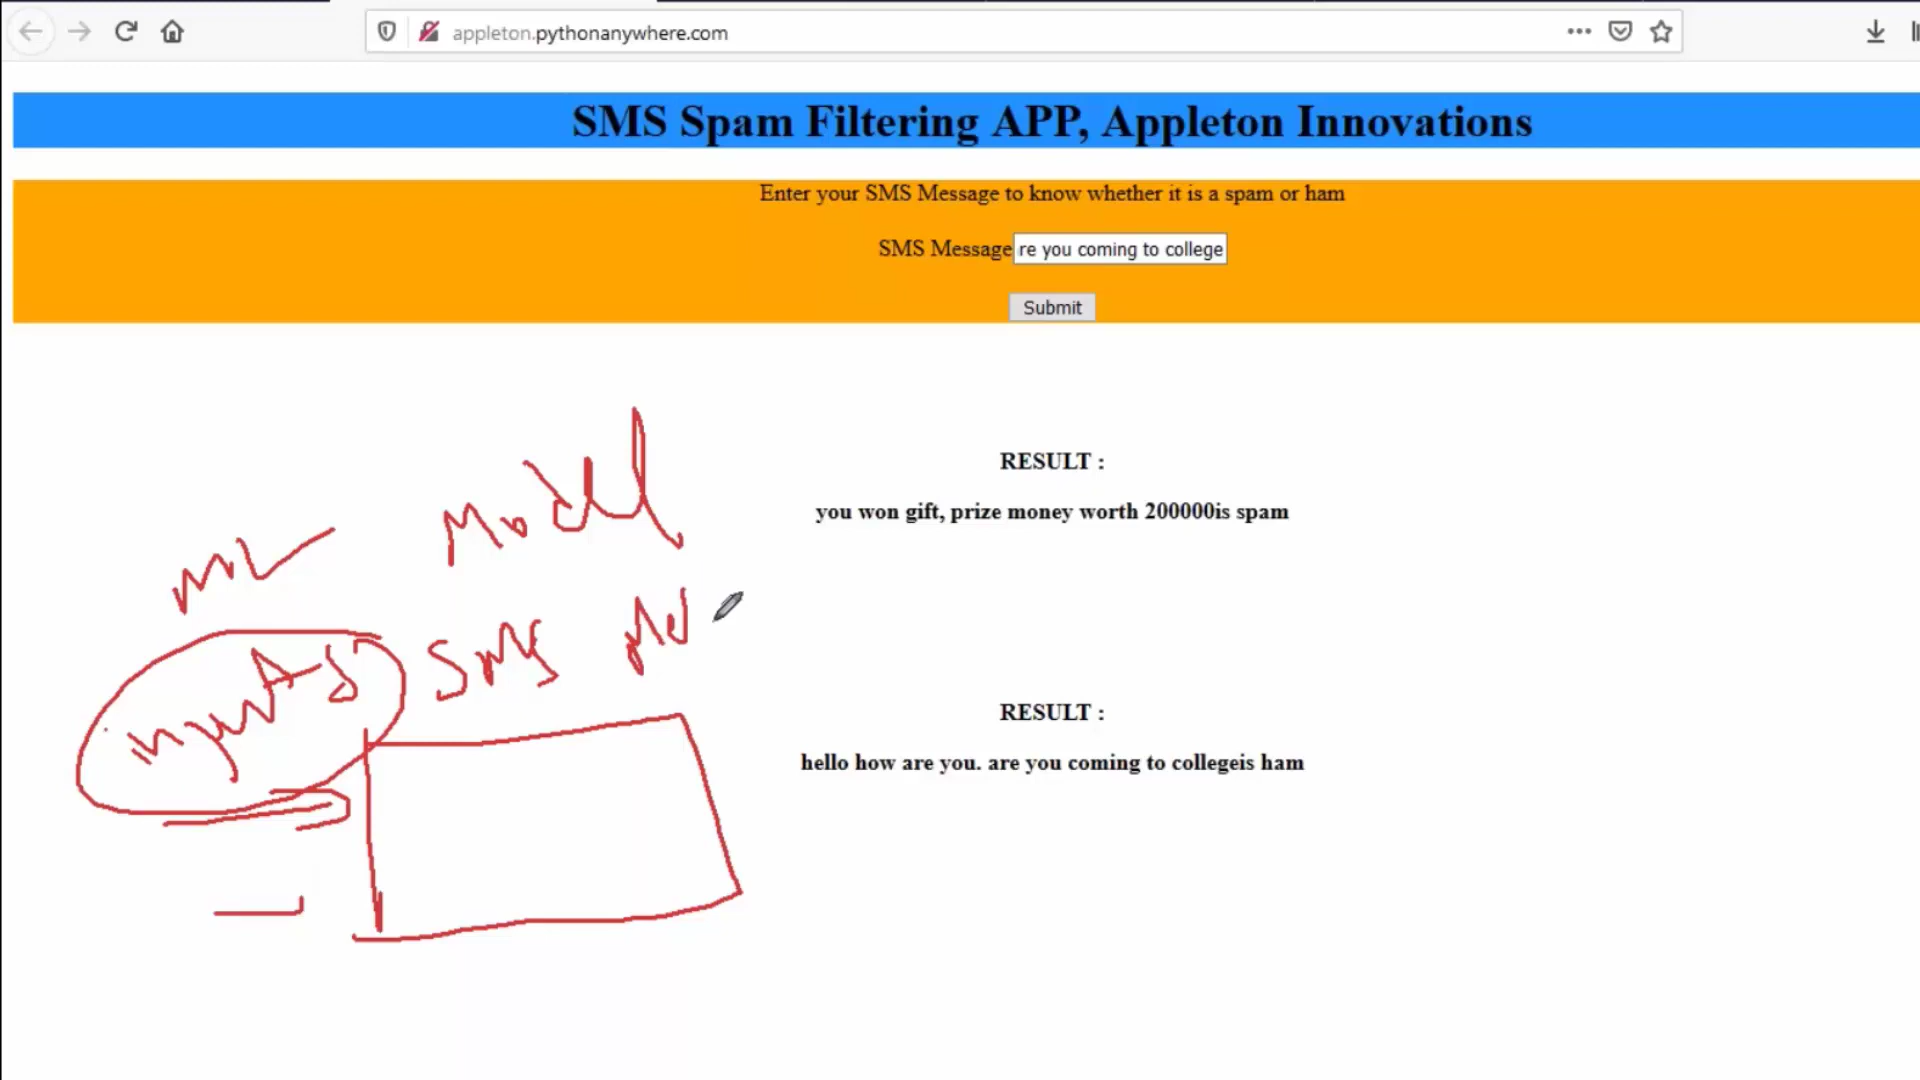 appleton.pythonanywhere.com
SMS Spam Filtering APP, Appleton Innovations
Enter your SMS Message to know whether it is a spam or ham
SMS Message re you coming to college
Submit
RESULT :
you won gift, prize money worth 200000is spam
ML Model
SMS
RESULT :
hello how are you. are you coming to collegeis ham